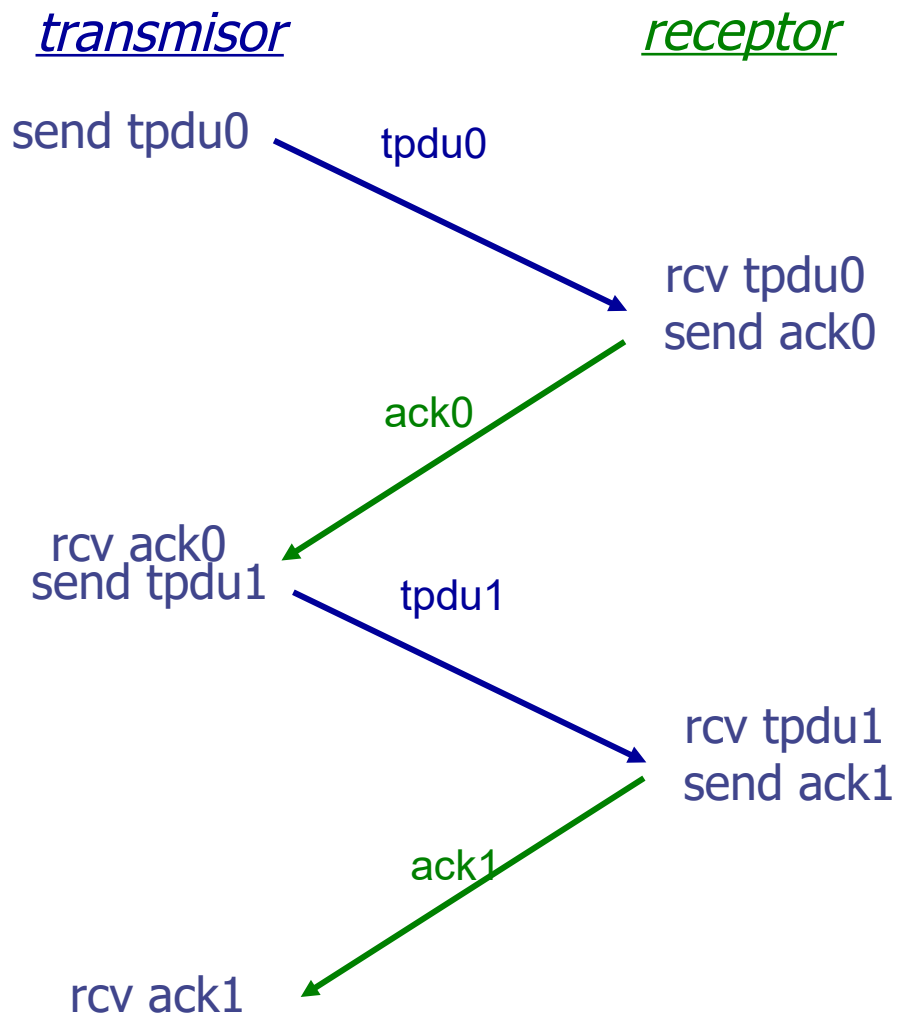 transmisor
receptor
send tpdu0
tpdu0
rcv tpdu0
send ack0
ack0
rcv ack0
send tpdu1
tpdu1
rcv tpdu1
send ack1
ack1
rcv ack1